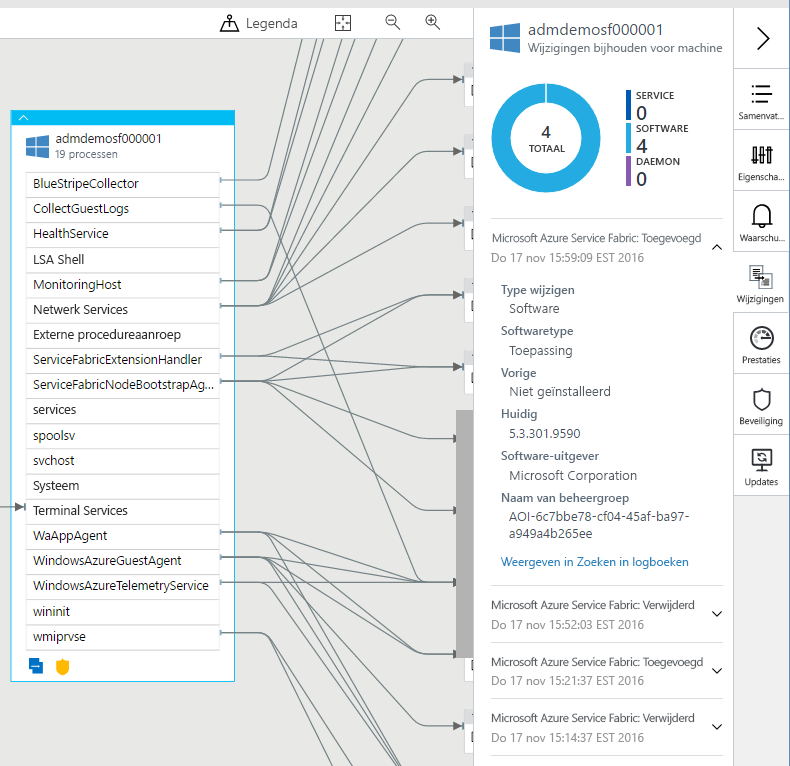 Legenda
admdemosf000001
19 processen
BlueStripeCollector
CollectGuestLogs
HealthService
LSA Shell
MonitoringHost
Netwerk Services
Externe procedureaanroep
ServiceFabricExtensionHandler
ServiceFabricNodeBootstrapAg...
services
spoolsv
svchost
Systeem
Terminal Services
WaAppAgent
WindowsAzureGuestAgent
WindowsAzureTelemetryService
wininit
wmiprvse
admdemosf000001
Wijzigingen bijhouden voor machine
4
TOTAAL
SERVICE
0
SOFTWARE
4
DAEMON
0
Microsoft Azure Service Fabric: Toegevoegd
Do 17 nov 15:59:09 EST 2016
Type wijzigen
Software
Softwaretype
Toepassing
Vorige
Niet geïnstalleerd
Huidig
5.3.301.9590
Software-uitgever
Microsoft Corporation
Naam van beheergroep
AOI-6c7bbe78-cf04-45af-ba97-
a949a4b265ee
Weergeven in Zoeken in logboeken
Microsoft Azure Service Fabric: Verwijderd
Do 17 nov 15:52:03 EST 2016
Microsoft Azure Service Fabric: Toegevoegd
Do 17 nov 15:21:37 EST 2016
Microsoft Azure Service Fabric: Verwijderd
Do 17 nov 15:14:37 EST 2016
Samenvat...
Eigenscha...
Waarschu...
Wijzigingen
Prestaties
Beveiliging
Updates